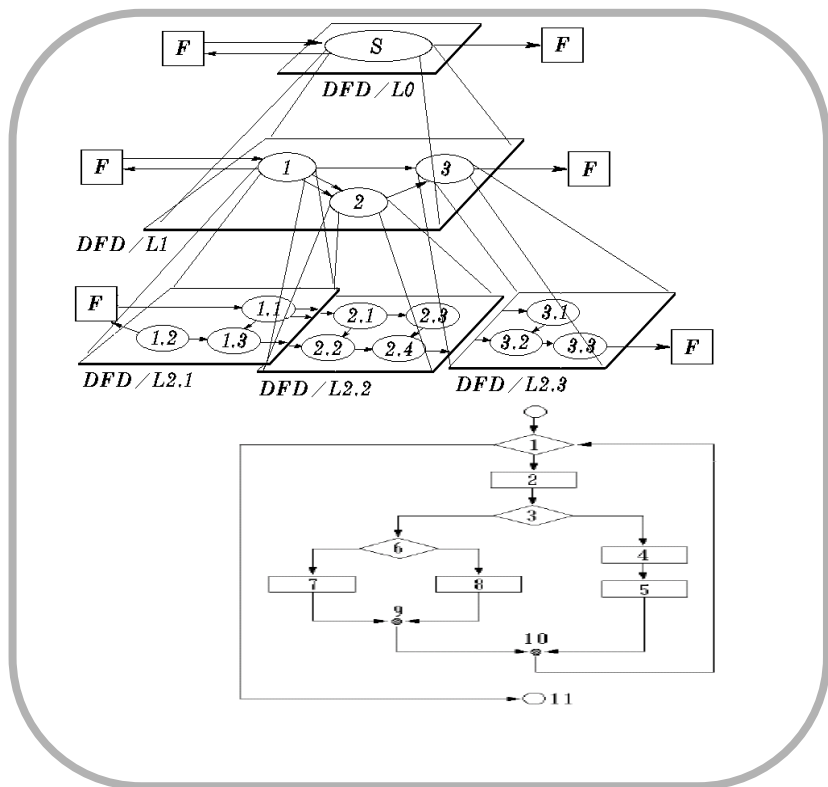 F S F
DFD/L0
F 1 3 F
2
DFD/L1
F 1.1 2.1 2.3 3.1
1.2 1.3 2.2 2.4 3.2 3.3 F
DFD/L2.1 DFD/L2.2 DFD/L2.3
1
2
3
6 4
7 8 5
9
10
11